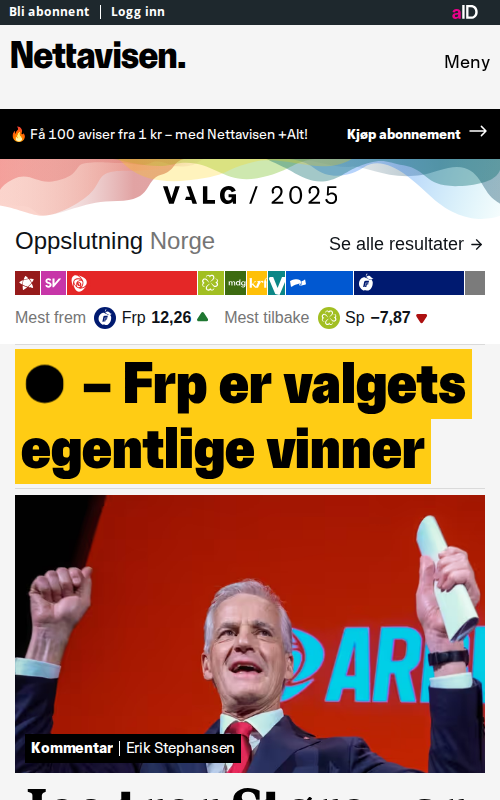 Bli abonnent | Logg inn
aID
Nettavisen.
Meny
🔥 Få 100 aviser fra 1 kr – med Nettavisen +Alt!
Kjøp abonnement →
VALG / 2025
Oppslutning Norge
Se alle resultater →
SV mdg krf V
Mest frem Frp 12,26 ▲ Mest tilbake Sp –7,87 ▼
– Frp er valgets
egentlige vinner
Kommentar | Erik Stephansen